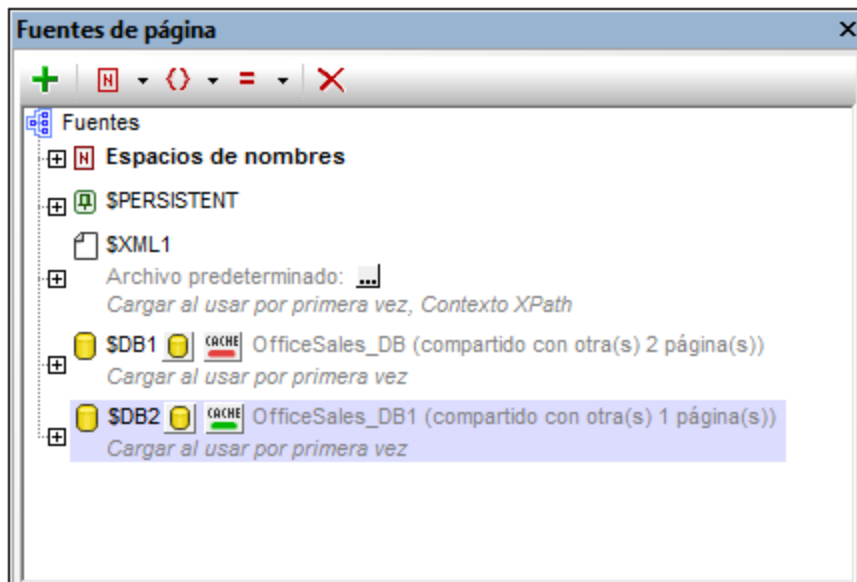 Fuentes de página
Fuentes
Espacios de nombres
$PERSISTENT
$XML1
Archivo predeterminado: ...
Cargar al usar por primera vez, Contexto XPath
$DB1 CACHE OfficeSales_DB (compartido con otra(s) 2 página(s))
Cargar al usar por primera vez
$DB2 CACHE OfficeSales_DB1 (compartido con otra(s) 1 página(s))
Cargar al usar por primera vez